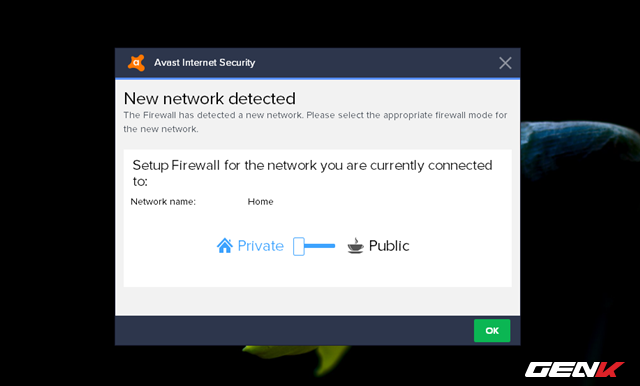 Avast Internet Security
New network detected
The Firewall has detected a new network. Please select the appropriate firewall mode for
the new network.
Setup Firewall for the network you are currently connected
to:
Network name: Home
Private Public
OK
GENK